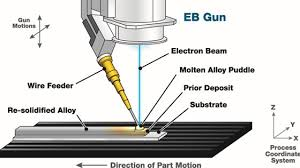 EB Gun
Gun
Motions
Electron Beam
Wire Feeder
Molten Alloy Puddle
Prior Deposit
Re-solidified Alloy
Substrate
Z
Y
X
Process
Coordinate
System
Direction of Part Motion